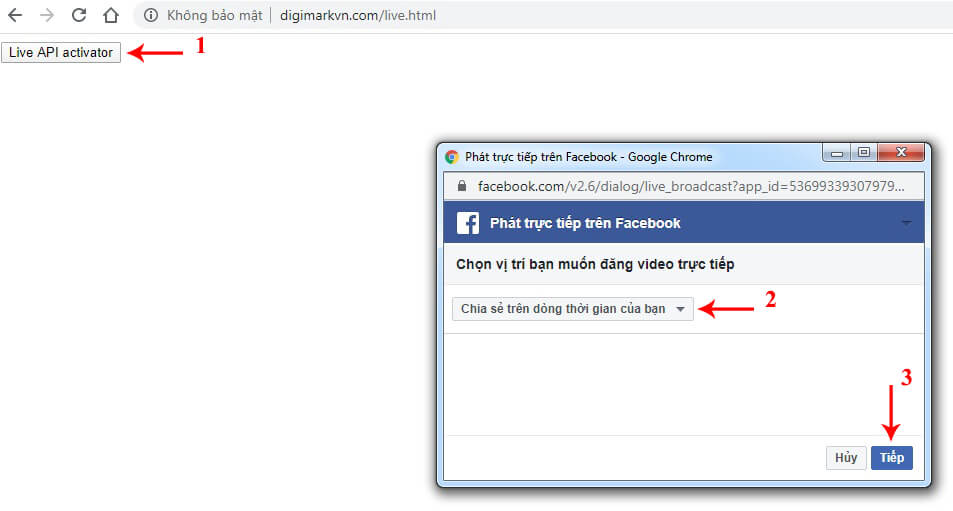 Không bảo mật | digimarkvn.com/live.html
Live API activator
1
Phát trực tiếp trên Facebook - Google Chrome
facebook.com/v2.6/dialog/live_broadcast?app_id=53699339307979...
Phát trực tiếp trên Facebook
Chọn vị trí bạn muốn đăng video trực tiếp
Chia sẻ trên dòng thời gian của bạn
2
3
Hủy
Tiếp